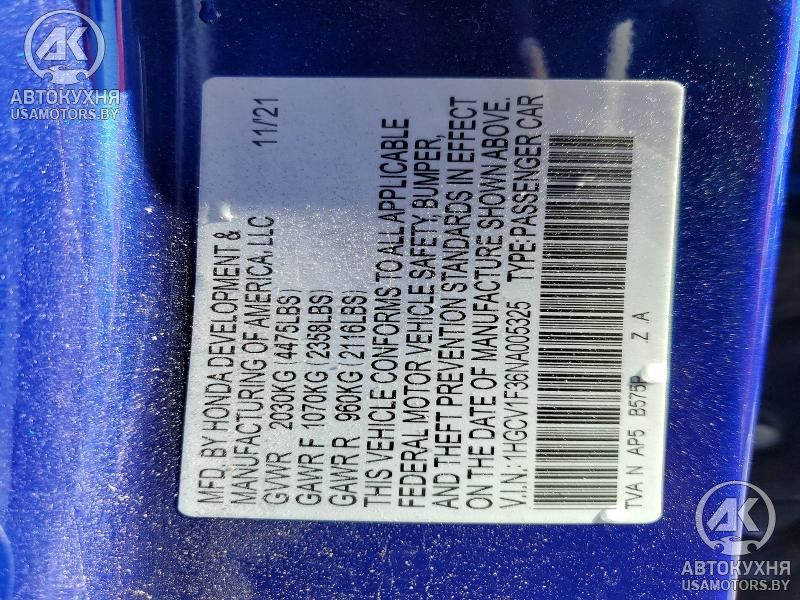 AK
АВТОКУХНЯ
USAMOTORS.BY
MFD. BY HONDA DEVELOPMENT &
MANUFACTURING OF AMERICA, LLC 11/21
GVWR 2030KG (4475LBS)
GAWR F 1070KG (2358LBS)
GAWR R 960KG (2116LBS)
THIS VEHICLE CONFORMS TO ALL APPLICABLE
FEDERAL MOTOR VEHICLE SAFETY, BUMPER,
AND THEFT PREVENTION STANDARDS IN EFFECT
ON THE DATE OF MANUFACTURE SHOWN ABOVE.
V.I.N.: 1HGCV1F36NA005325 TYPE:PASSENGER CAR
TVA N AP5 B575P Z .A
AK
АВТОКУХНЯ
USAMOTORS.BY